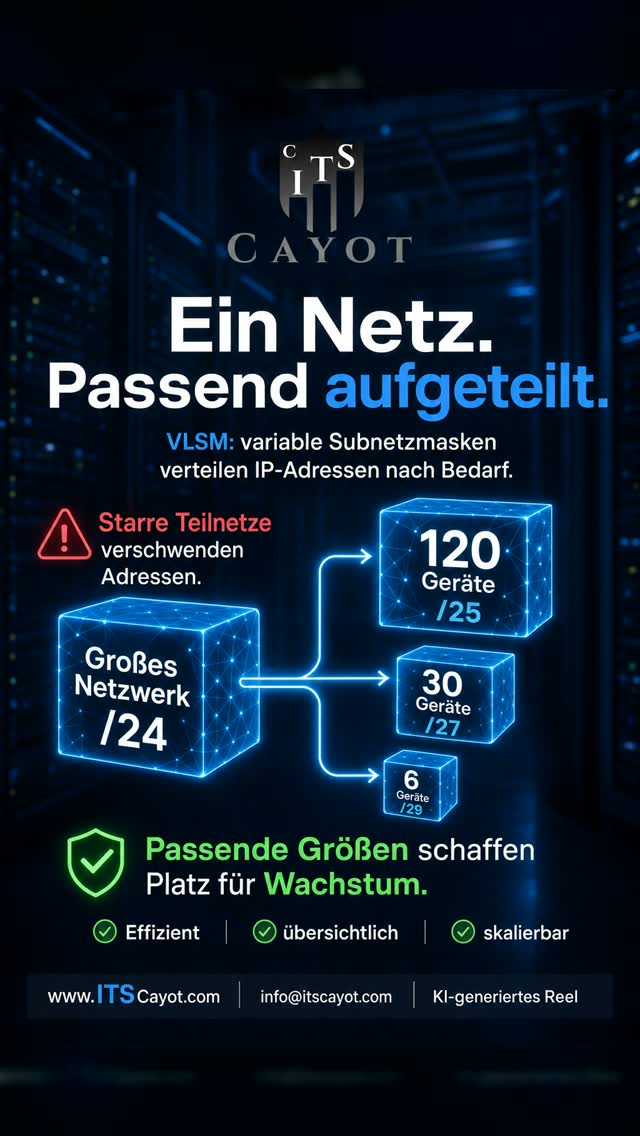 C ITS
CAYOT
Ein Netz.
Passend aufgeteilt.
VLSM: variable Subnetzmasken
verteilen IP-Adressen nach Bedarf.
Starre Teilnetze
verschwenden
Adressen.
Großes
Netzwerk
/24
120
Geräte
/25
30
Geräte
/27
6
Geräte
/29
Passende Größen schaffen
Platz für Wachstum.
Effizient
übersichtlich
skalierbar
www.ITSCayot.com
info@itscayot.com
KI-generiertes Reel